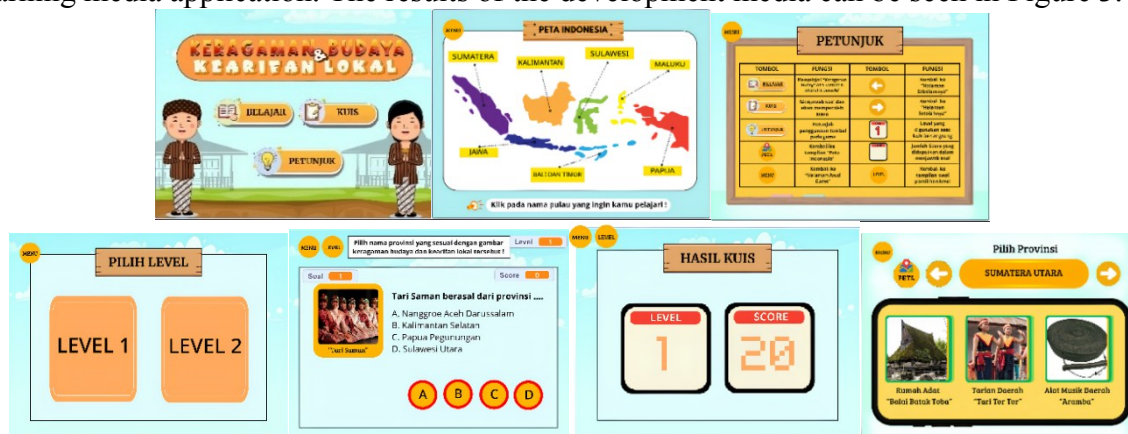 arning media application. The results of the development media can be seen in Figure 3.
KERAGAMAN BUDAYA
&
KEARIFAN LOKAL
BELAJAR
KUIS
PETUNJUK
MENU
PETA INDONESIA
SUMATERA
KALIMANTAN
SULAWESI
MALUKU
JAWA
BALI DAN TIMUR
PAPUA
Klik pada nama pulau yang ingin kamu pelajari !
MENU
PETUNJUK
TOMBOL FUNGSI TOMBOL FUNGSI
BELAJAR
KUIS
PETUNJUK
1
PETA
MENU
LEVEL
MENU
PILIH LEVEL
LEVEL 1
LEVEL 2
MENU LEVEL
Pilih nama provinsi yang sesuai dengan gambar
keragaman budaya dan kearifan lokal tersebut !
Level 1
Soal 1
Score 0
Tari Saman berasal dari provinsi ....
A. Nanggroe Aceh Darussalam
B. Kalimantan Selatan
C. Papua Pegunungan
D. Sulawesi Utara
"Tari Saman"
A B C D
MENU LEVEL
HASIL KUIS
LEVEL
1
SCORE
20
MENU
Pilih Provinsi
PETA
SUMATERA UTARA
Rumah Adat
"Balai Batak Toba"
Tarian Daerah
"Tari Tor Tor"
Alat Musik Daerah
"Aramba"